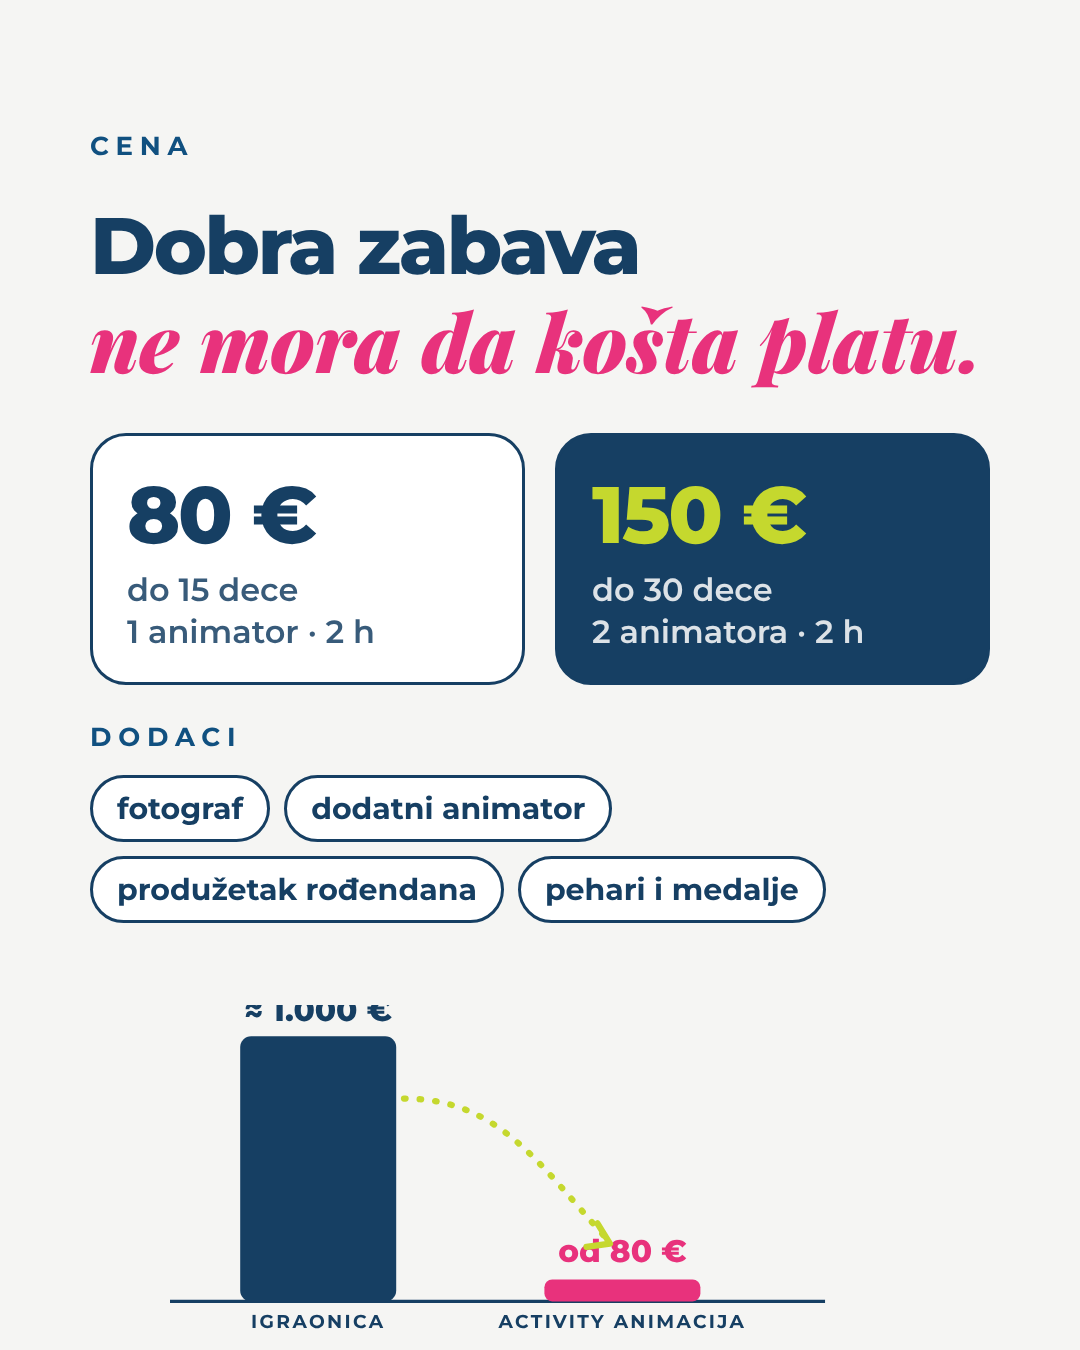 CENA
Dobra zabava
ne mora da košta platu.
80 €
do 15 dece
1 animator · 2 h
150 €
do 30 dece
2 animatora · 2 h
DODACI
fotograf
dodatni animator
produžetak rođendana
pehari i medalje
≈ 1.000 €
od 80 €
IGRAONICA
ACTIVITY ANIMACIJA